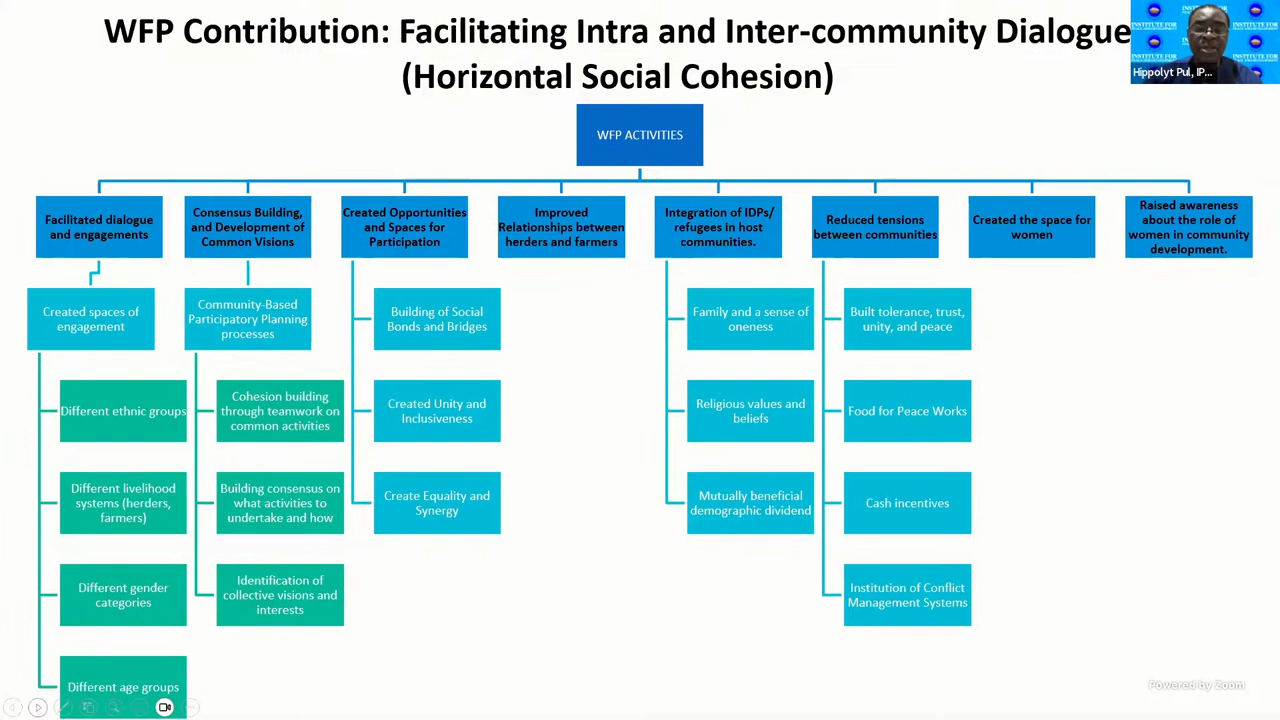 WFP Contribution: Facilitating Intra and Inter-community Dialogue
(Horizontal Social Cohesion)
INSTITUTE FOR
Hippolyt Pul, IP...
WFP ACTIVITIES
Facilitated dialogue
and engagements
Consensus Building,
and Development of
Common Visions
Created Opportunities
and Spaces for
Participation
Improved
Relationships between
herders and farmers
Integration of IDPs/
refugees in host
communities.
Reduced tensions
between communities
Created the space for
women
Raised awareness
about the role of
women in community
development.
Created spaces of
engagement
Community-Based
Participatory Planning
processes
Building of Social
Bonds and Bridges
Family and a sense of
oneness
Built tolerance, trust,
unity, and peace
Different ethnic groups
Cohesion building
through teamwork on
common activities
Created Unity and
Inclusiveness
Religious values and
beliefs
Food for Peace Works
Different livelihood
systems (herders,
farmers)
Building consensus on
what activities to
undertake and how
Create Equality and
Synergy
Mutually beneficial
demographic dividend
Cash incentives
Different gender
categories
Identification of
collective visions and
interests
Institution of Conflict
Management Systems
Different age groups
Powered by Zoom